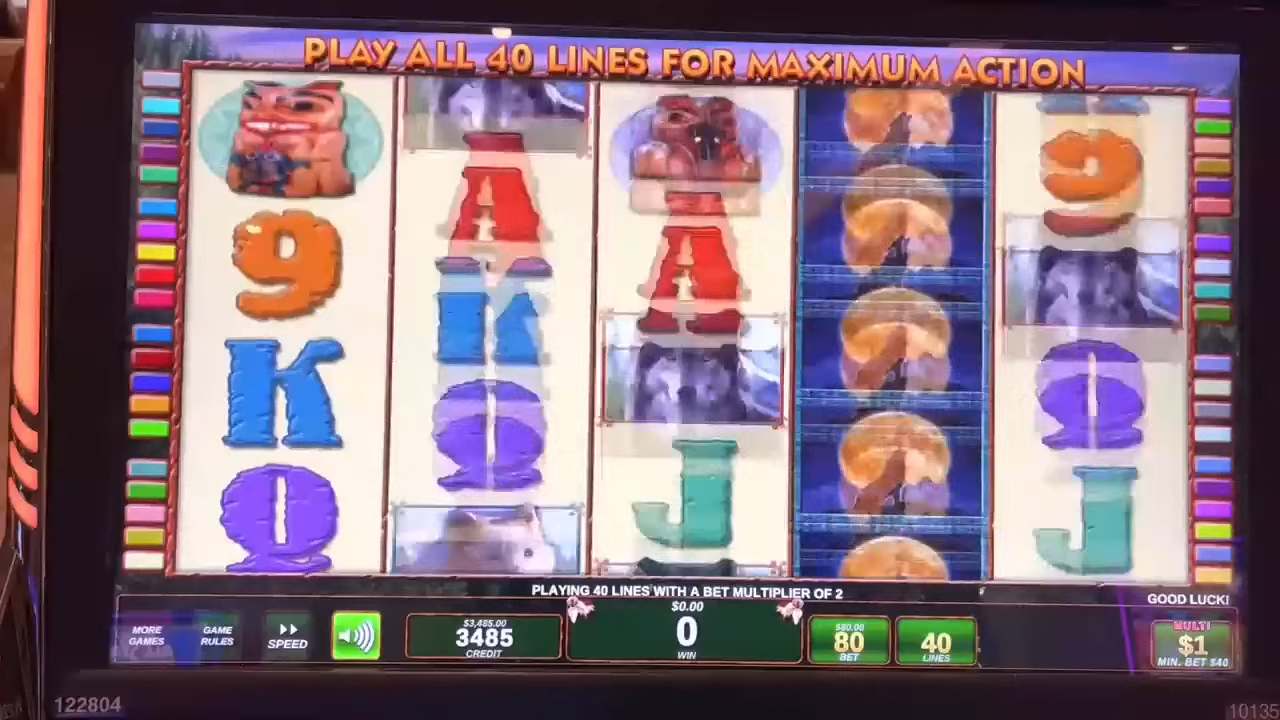 PLAY ALL 40 LINES FOR MAXIMUM ACTION
A
9
A
9
K
K
Q
Q
Q
J
J
PLAYING 40 LINES WITH A BET MULTIPLIER OF 2
GOOD LUCK!
MORE GAMES
GAME RULES
SPEED
$3,485.00
3485
CREDIT
$0.00
0
WIN
$80.00
80
BET
40
LINES
MULTI
$1
MIN. BET $40
122804
10135